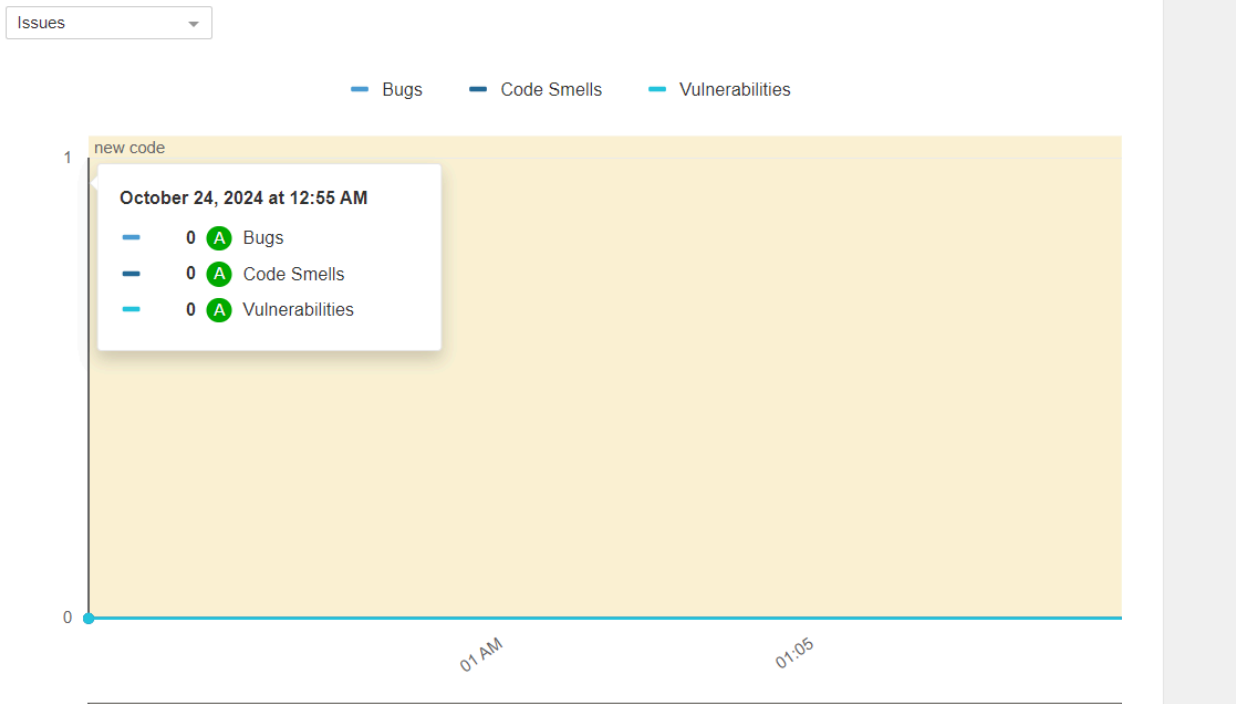 Issues
Bugs Code Smells Vulnerabilities
new code
1
October 24, 2024 at 12:55 AM
0 A Bugs
0 A Code Smells
0 A Vulnerabilities
0
01 AM 01:05